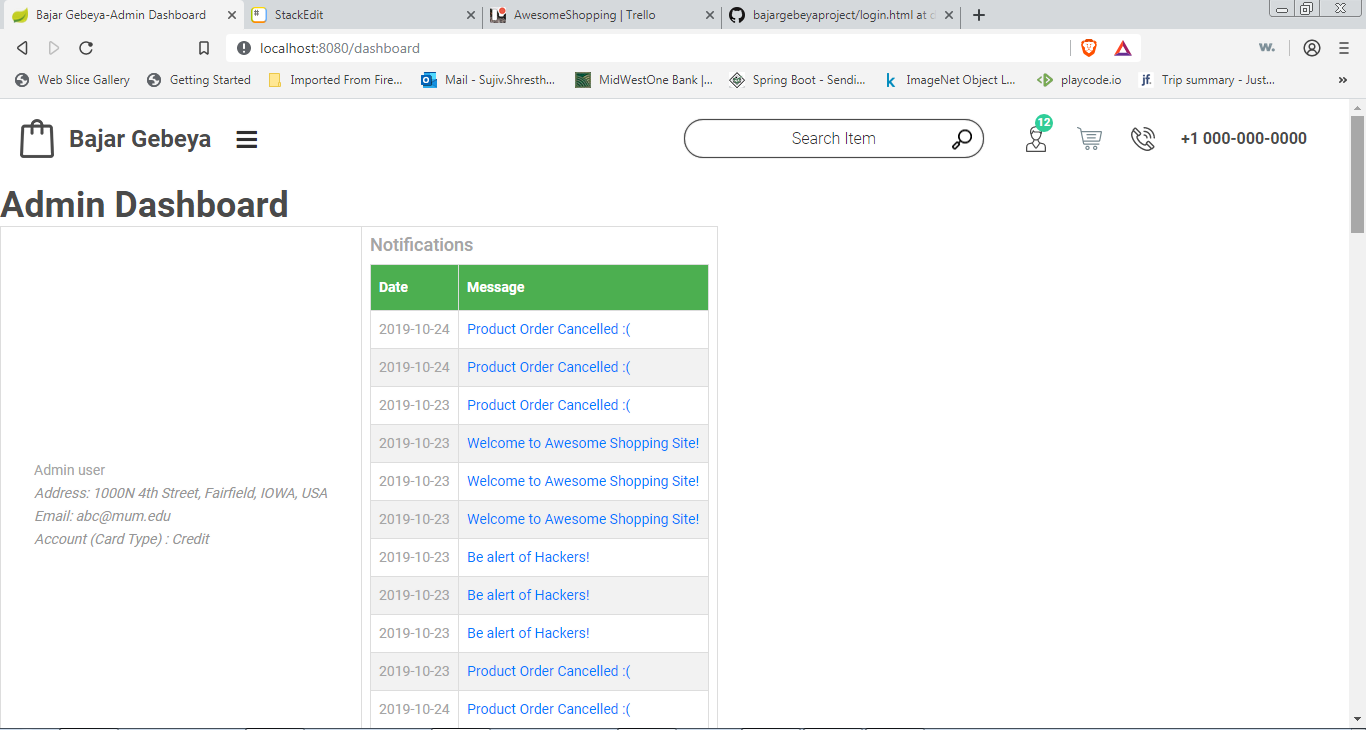 Bajar Gebeya-Admin Dashboard
StackEdit
AwesomeShopping | Trello
bajargebeyaproject/login.html at d
localhost:8080/dashboard
w.
Web Slice Gallery
Getting Started
Imported From Fire...
Mail - Sujiv.Shresth...
MidWestOne Bank |...
Spring Boot - Sendi...
k ImageNet Object L...
playcode.io
jf. Trip summary - Just...
»
Bajar Gebeya
Search Item
12
+1 000-000-0000
Admin Dashboard
Admin user
Address: 1000N 4th Street, Fairfield, IOWA, USA
Email: abc@mum.edu
Account (Card Type) : Credit
Notifications
Date Message
2019-10-24 Product Order Cancelled :(
2019-10-24 Product Order Cancelled :(
2019-10-23 Product Order Cancelled :(
2019-10-23 Welcome to Awesome Shopping Site!
2019-10-23 Welcome to Awesome Shopping Site!
2019-10-23 Welcome to Awesome Shopping Site!
2019-10-23 Be alert of Hackers!
2019-10-23 Be alert of Hackers!
2019-10-23 Be alert of Hackers!
2019-10-23 Product Order Cancelled :(
2019-10-24 Product Order Cancelled :(